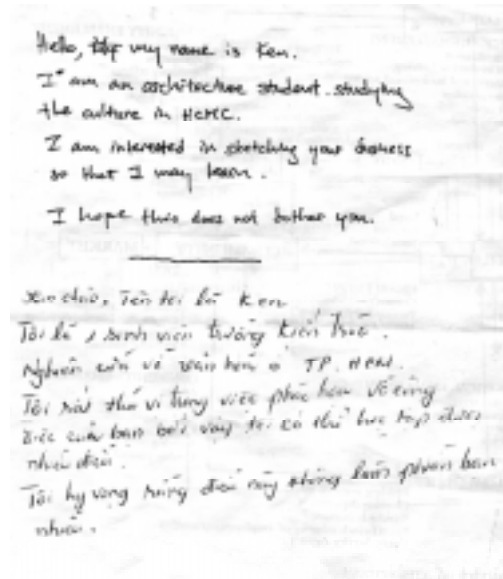 Hello, my name is Ken.
I am an architecture student studying
the culture in HCMC.
I am interested in sketching your business
so that I may learn.
I hope this does not bother you.
Xin chào, Tên tôi là Ken
Tôi là 1 sinh viên trường kiến trúc.
Nghiên cứu về văn hóa ở TP. HCM.
Tôi rất thú vị trong việc phác họa về công
việc của bạn bởi vậy tôi có thể học tập được
nhiều điều.
Tôi hy vọng rằng điều này không làm phiền bạn
nhiều.